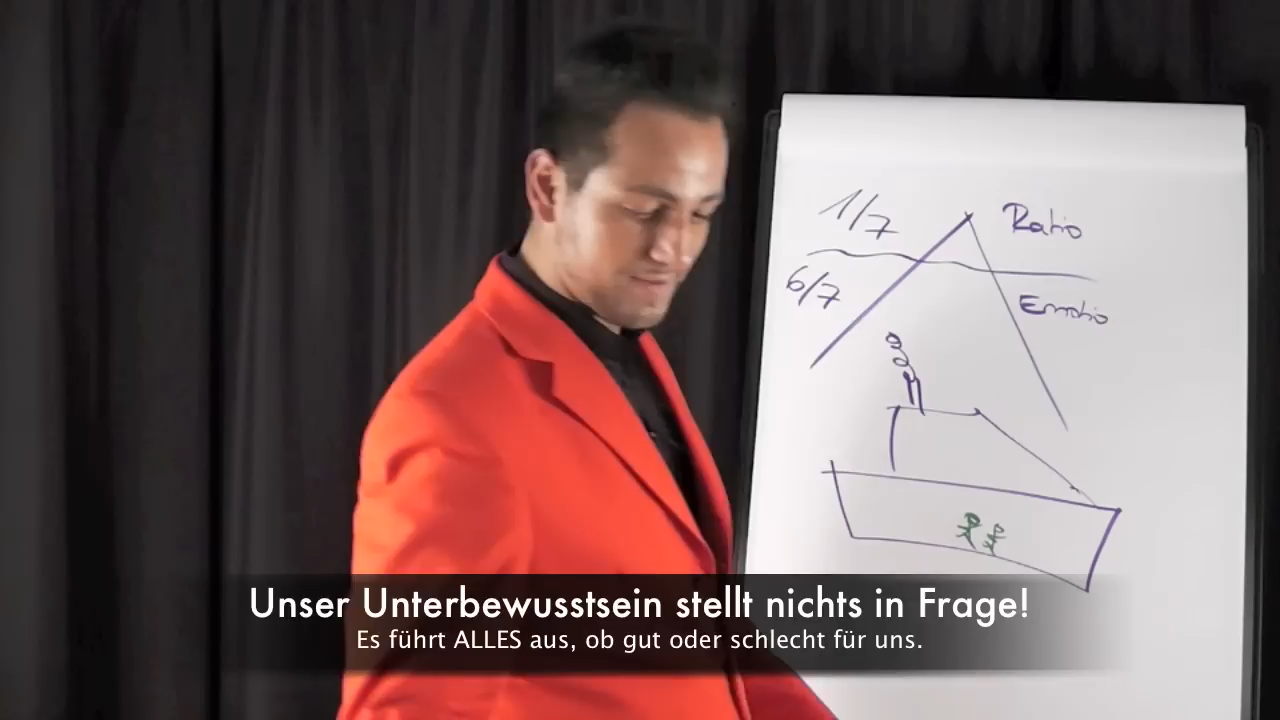 1/7
Ratio
6/7
Emotio
Unser Unterbewusstsein stellt nichts in Frage!
Es führt ALLES aus, ob gut oder schlecht für uns.